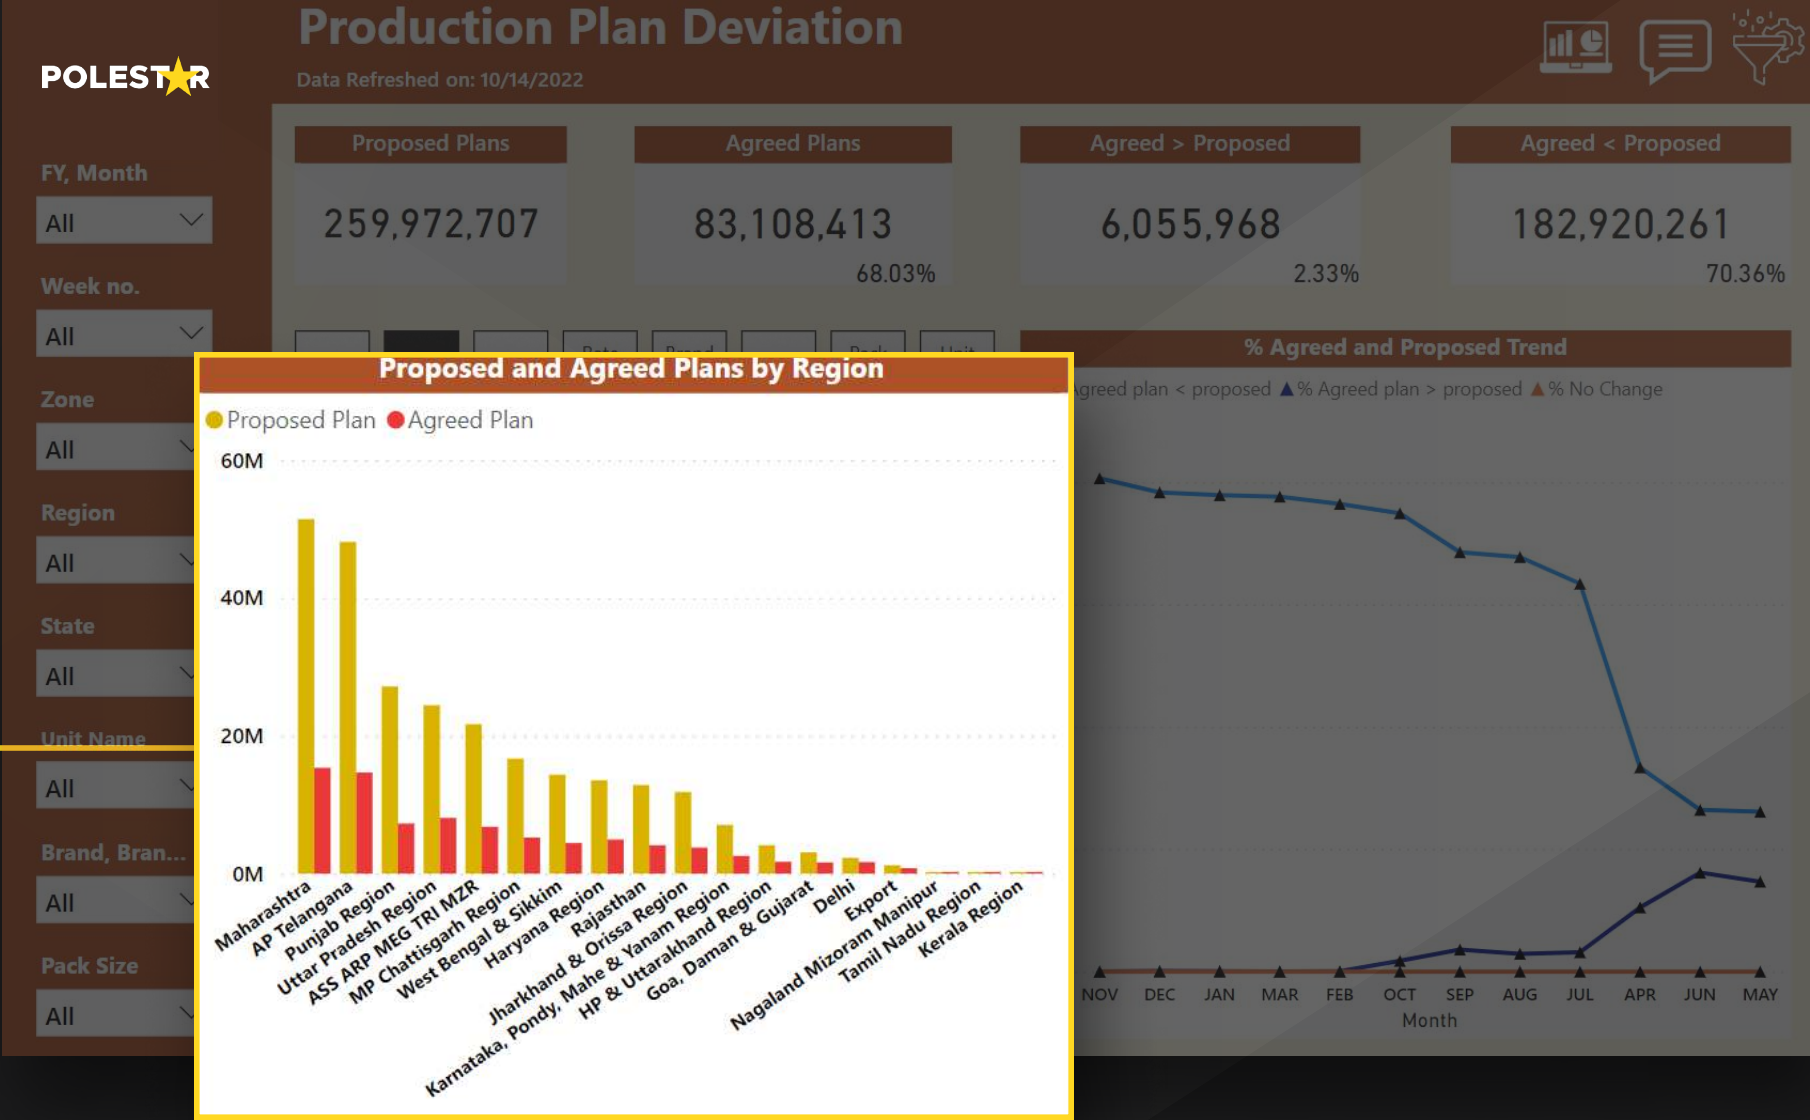 Production Plan Deviation
POLESTAR
Data Refreshed on: 10/14/2022
Proposed Plans
259,972,707
Agreed Plans
83,108,413
68.03%
Agreed > Proposed
6,055,968
2.33%
Agreed < Proposed
182,920,261
70.36%
FY, Month
All
Week no.
All
Zone
All
Region
All
State
All
Unit Name
All
Brand, Bran...
All
Pack Size
All
Brand
Pack
Unit
Proposed and Agreed Plans by Region
Proposed Plan
Agreed Plan
60M
40M
20M
0M
Maharashtra
AP Telangana
Punjab Region
Uttar Pradesh Region
ASS ARP MEG TRI MZR
MP Chattisgarh Region
West Bengal & Sikkim
Haryana Region
Rajasthan
Jharkhand & Orissa Region
Karnataka, Pondy, Mahe & Yanam Region
HP & Uttarakhand Region
Goa, Daman & Gujarat
Delhi
Export
Nagaland Mizoram Manipur
Tamil Nadu Region
Kerala Region
% Agreed and Proposed Trend
greed plan < proposed
% Agreed plan > proposed
% No Change
NOV DEC JAN MAR FEB OCT SEP AUG JUL APR JUN MAY
Month